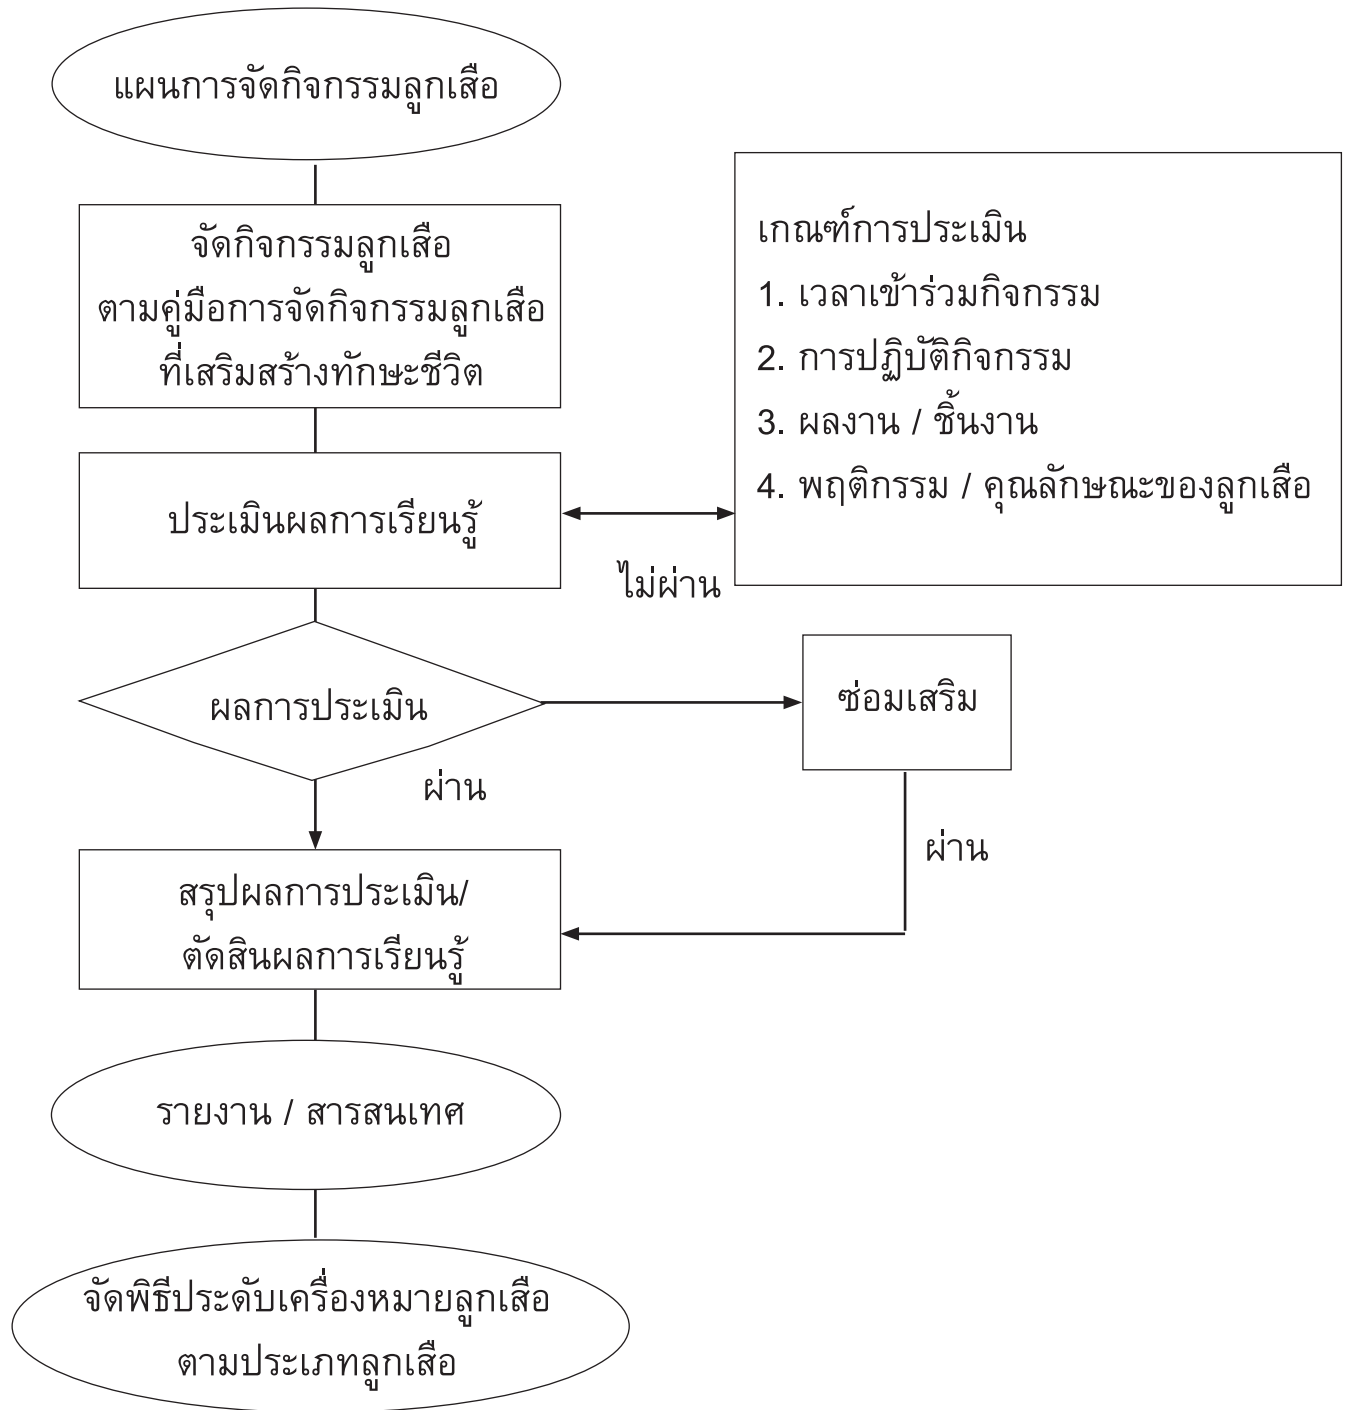 แผนการจัดกิจกรรมลูกเสือ
จัดกิจกรรมลูกเสือ
ตามคู่มือการจัดกิจกรรมลูกเสือ
ที่เสริมสร้างทักษะชีวิต
เกณฑ์การประเมิน
1. เวลาเข้าร่วมกิจกรรม
2. การปฏิบัติกิจกรรม
3. ผลงาน / ชิ้นงาน
4. พฤติกรรม / คุณลักษณะของลูกเสือ
ประเมินผลการเรียนรู้
ไม่ผ่าน
ผลการประเมิน
ซ่อมเสริม
ผ่าน
ผ่าน
สรุปผลการประเมิน/
ตัดสินผลการเรียนรู้
รายงาน / สารสนเทศ
จัดพิธีประดับเครื่องหมายลูกเสือ
ตามประเภทลูกเสือ